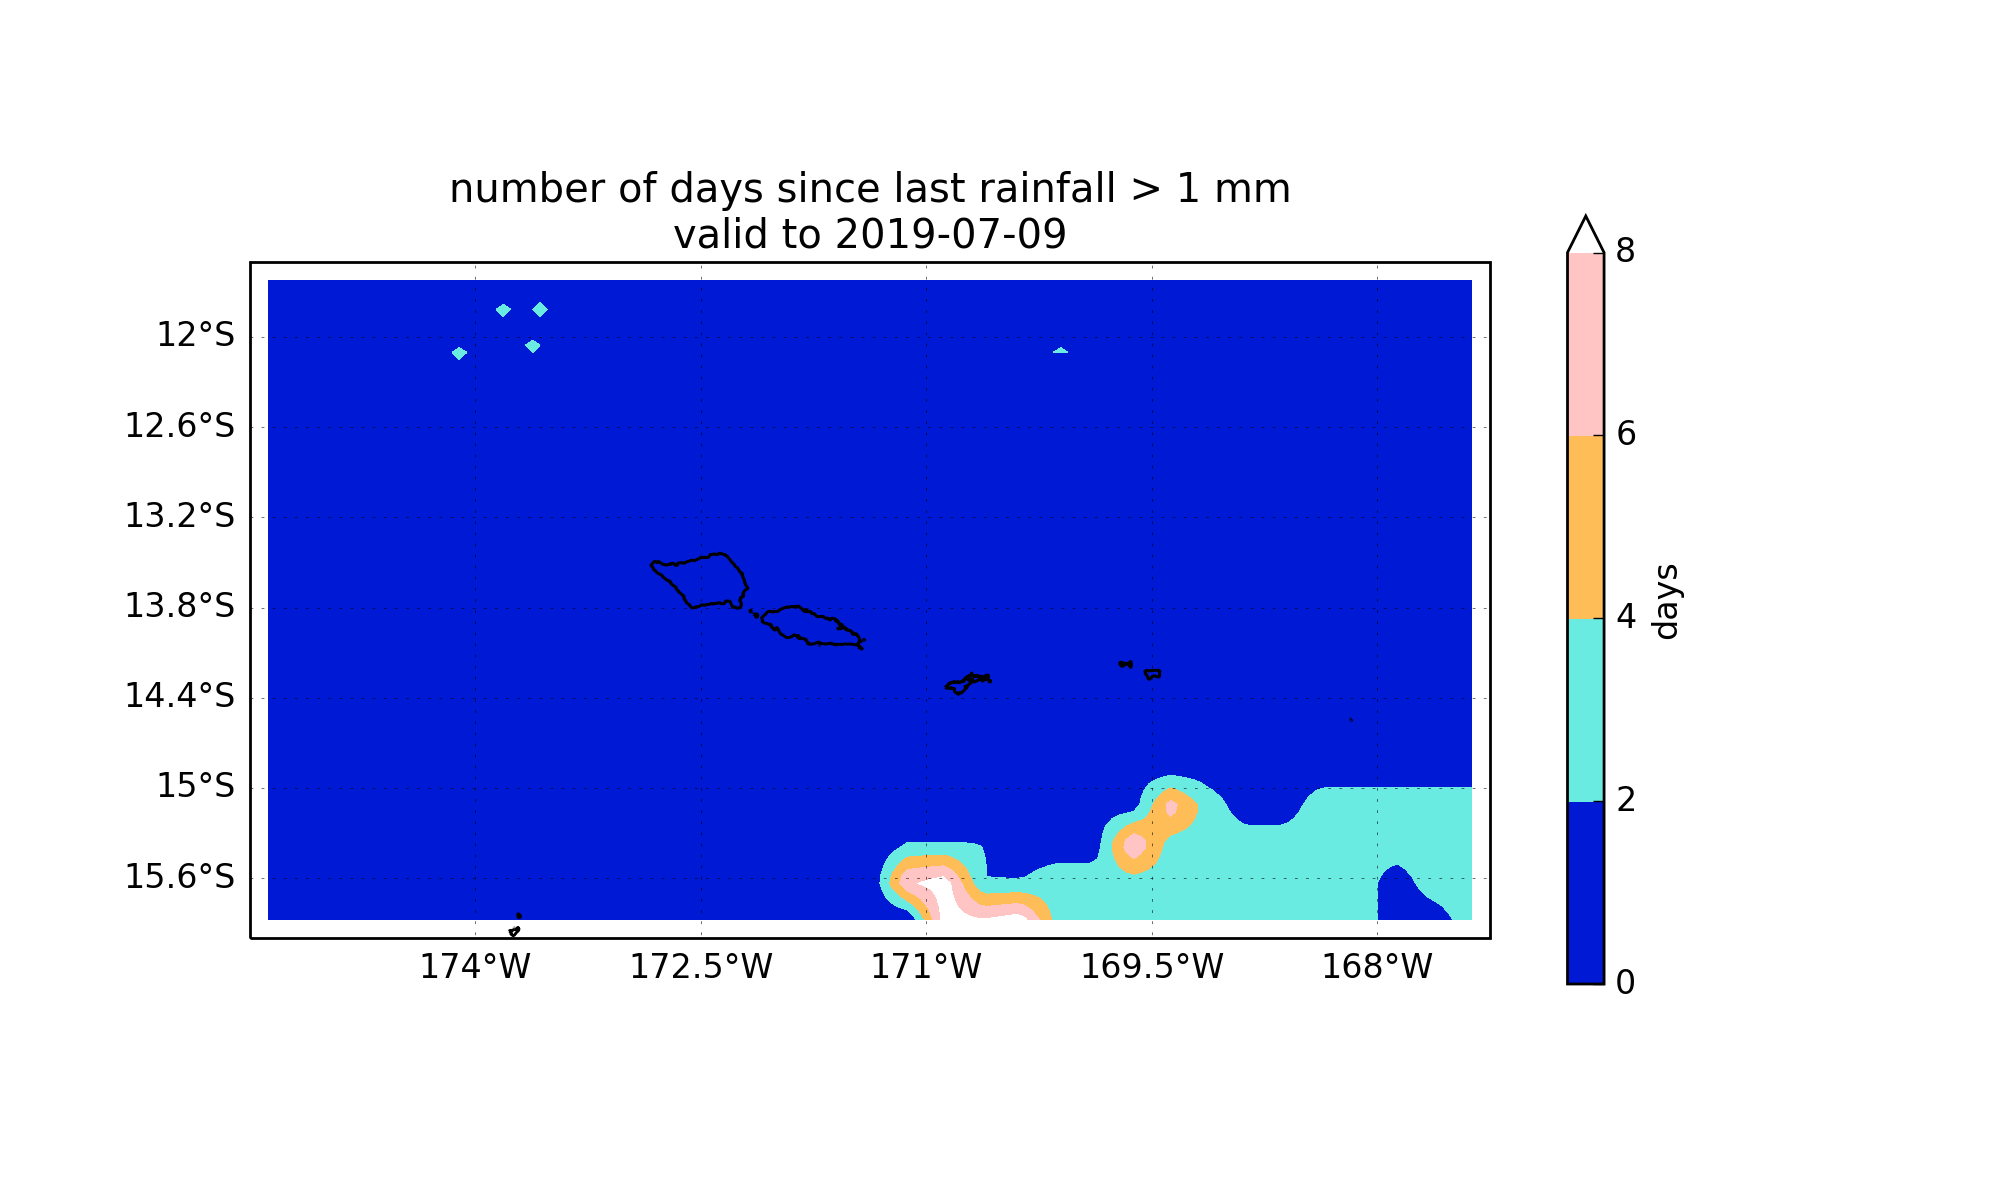 number of days since last rainfall > 1 mm
valid to 2019-07-09
12°S
12.6°S
13.2°S
13.8°S
14.4°S
15°S
15.6°S
174°W
172.5°W
171°W
169.5°W
168°W
8
6
4
2
0
days